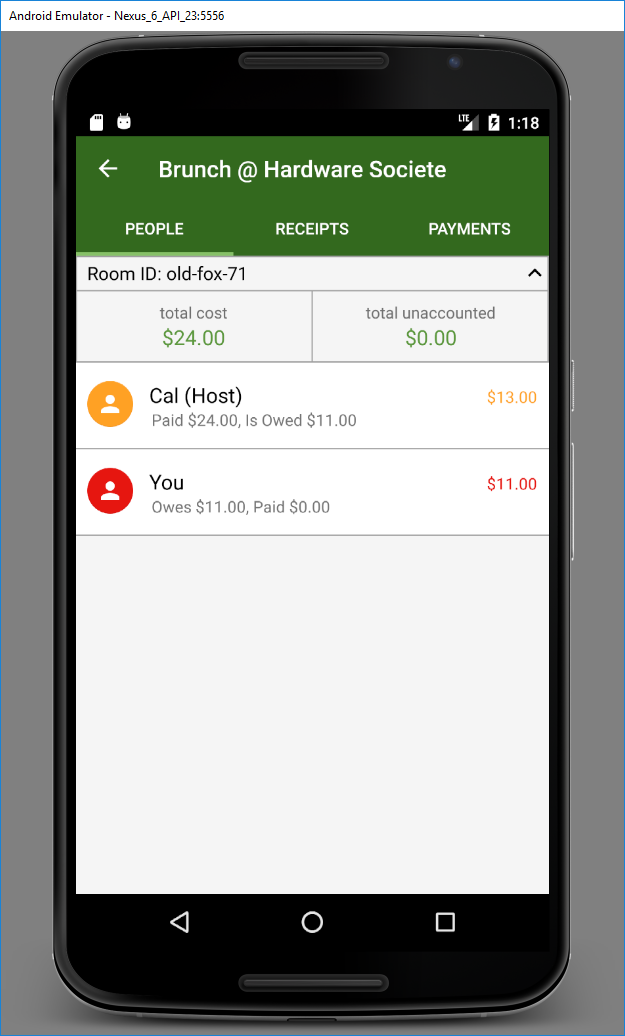 Android Emulator - Nexus_6_API_23:5556
LTE 1:18
Brunch @ Hardware Societe
PEOPLE RECEIPTS PAYMENTS
Room ID: old-fox-71
total cost total unaccounted
$24.00 $0.00
Cal (Host) $13.00
Paid $24.00, Is Owed $11.00
You $11.00
Owes $11.00, Paid $0.00